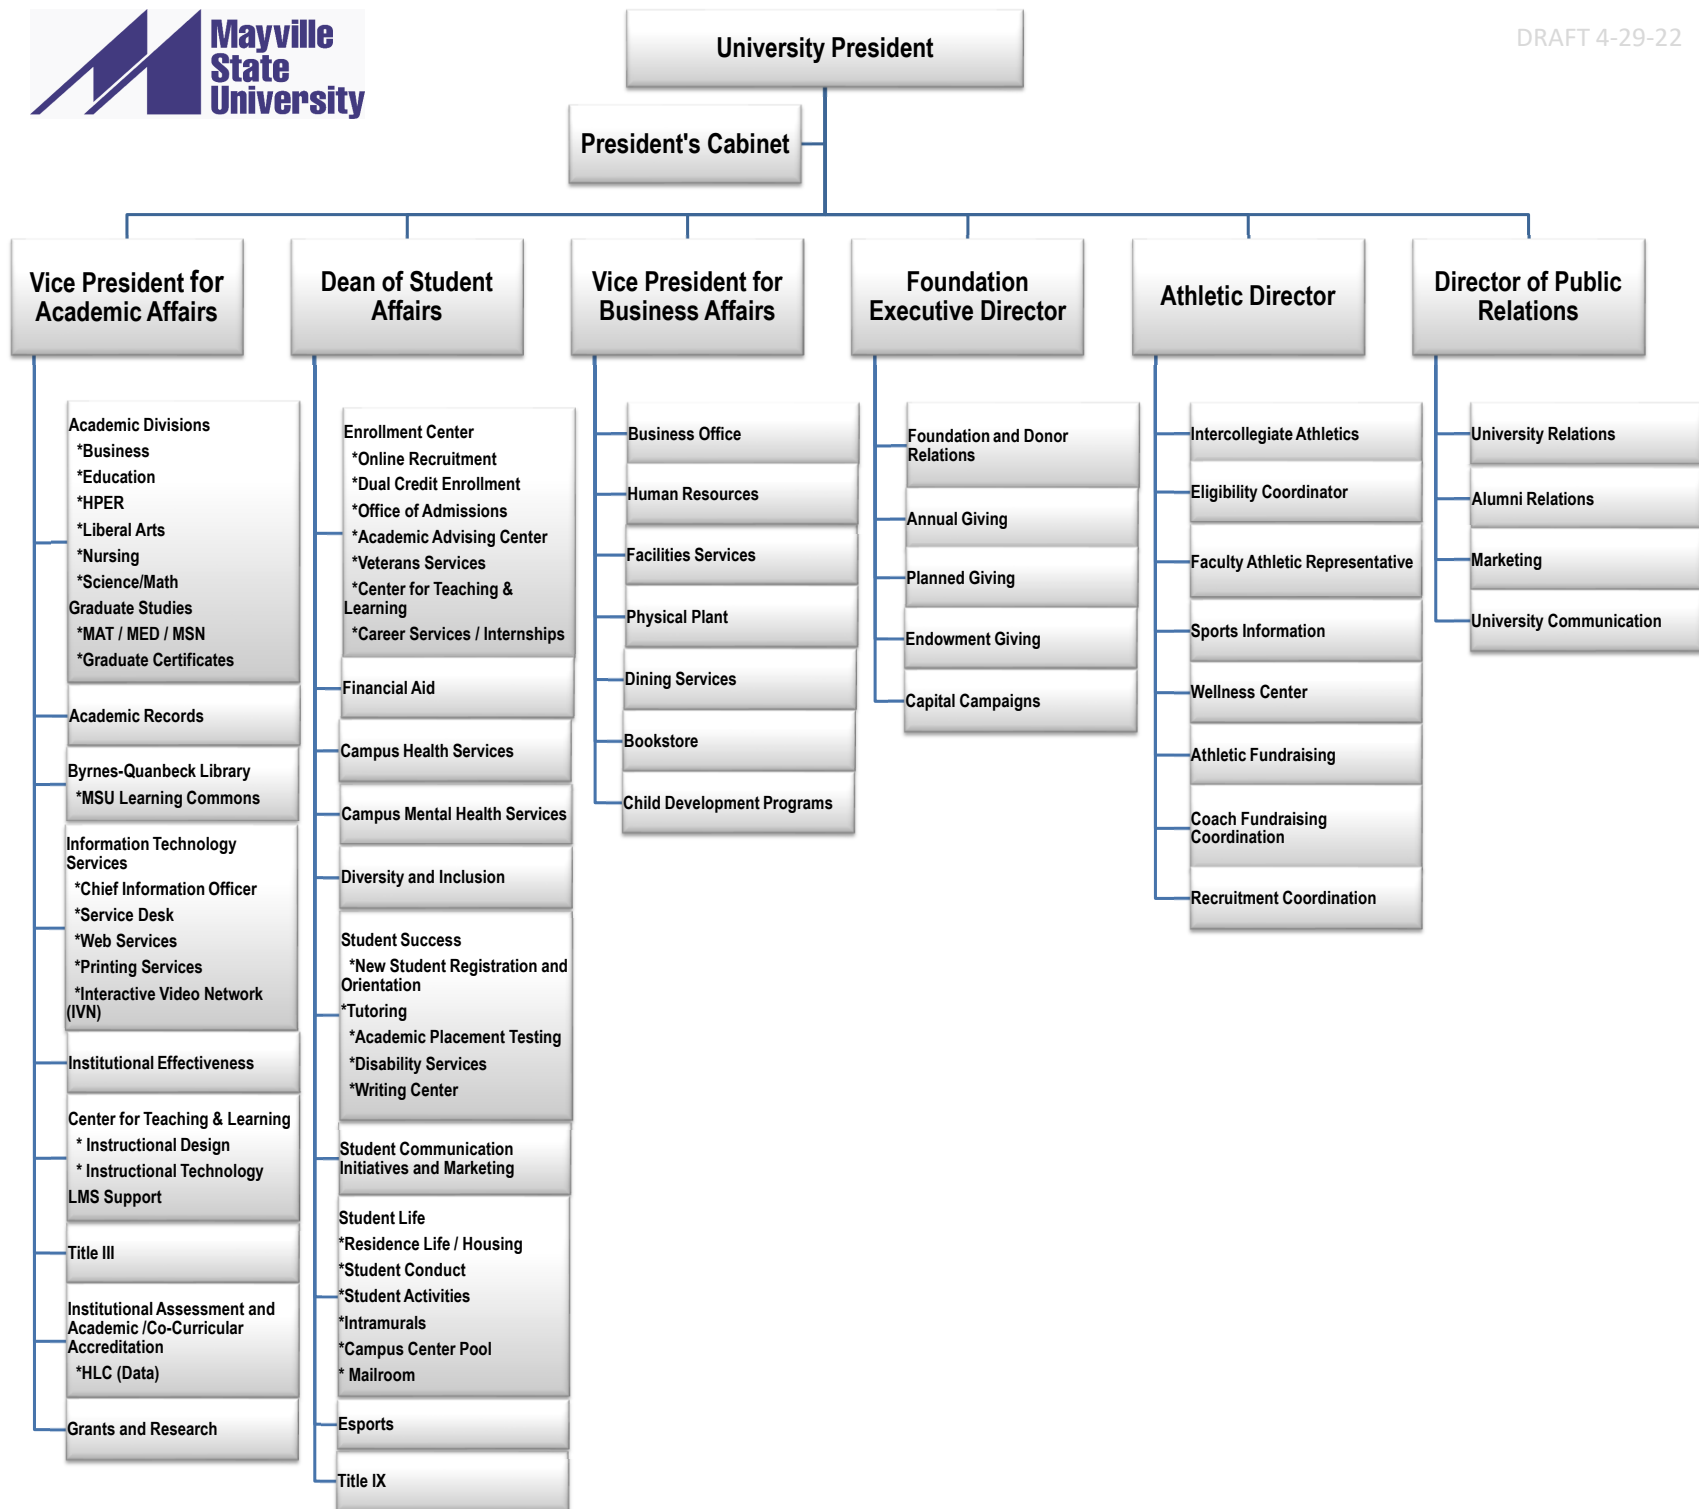 Mayville
State
University
University President
DRAFT 4-29-22
President's Cabinet
Vice President for
Academic Affairs
Academic Divisions
*Business
*Education
*HPER
*Liberal Arts
*Nursing
*Science/Math
Graduate Studies
*MAT / MED / MSN
*Graduate Certificates
Academic Records
Byrnes-Quanbeck Library
*MSU Learning Commons
Information Technology
Services
*Chief Information Officer
*Service Desk
*Web Services
*Printing Services
*Interactive Video Network
(IVN)
Institutional Effectiveness
Center for Teaching & Learning
* Instructional Design
* Instructional Technology
LMS Support
Title III
Institutional Assessment and
Academic /Co-Curricular
Accreditation
*HLC (Data)
Grants and Research
Dean of Student
Affairs
Enrollment Center
*Online Recruitment
*Dual Credit Enrollment
*Office of Admissions
*Academic Advising Center
*Veterans Services
*Center for Teaching &
Learning
*Career Services / Internships
Financial Aid
Campus Health Services
Campus Mental Health Services
Diversity and Inclusion
Student Success
*New Student Registration and
Orientation
*Tutoring
*Academic Placement Testing
*Disability Services
*Writing Center
Student Communication
Initiatives and Marketing
Student Life
*Residence Life / Housing
*Student Conduct
*Student Activities
*Intramurals
*Campus Center Pool
* Mailroom
Esports
Title IX
Vice President for
Business Affairs
Business Office
Human Resources
Facilities Services
Physical Plant
Dining Services
Bookstore
Child Development Programs
Foundation
Executive Director
Foundation and Donor
Relations
Annual Giving
Planned Giving
Endowment Giving
Capital Campaigns
Athletic Director
Intercollegiate Athletics
Eligibility Coordinator
Faculty Athletic Representative
Sports Information
Wellness Center
Athletic Fundraising
Coach Fundraising
Coordination
Recruitment Coordination
Director of Public
Relations
University Relations
Alumni Relations
Marketing
University Communication